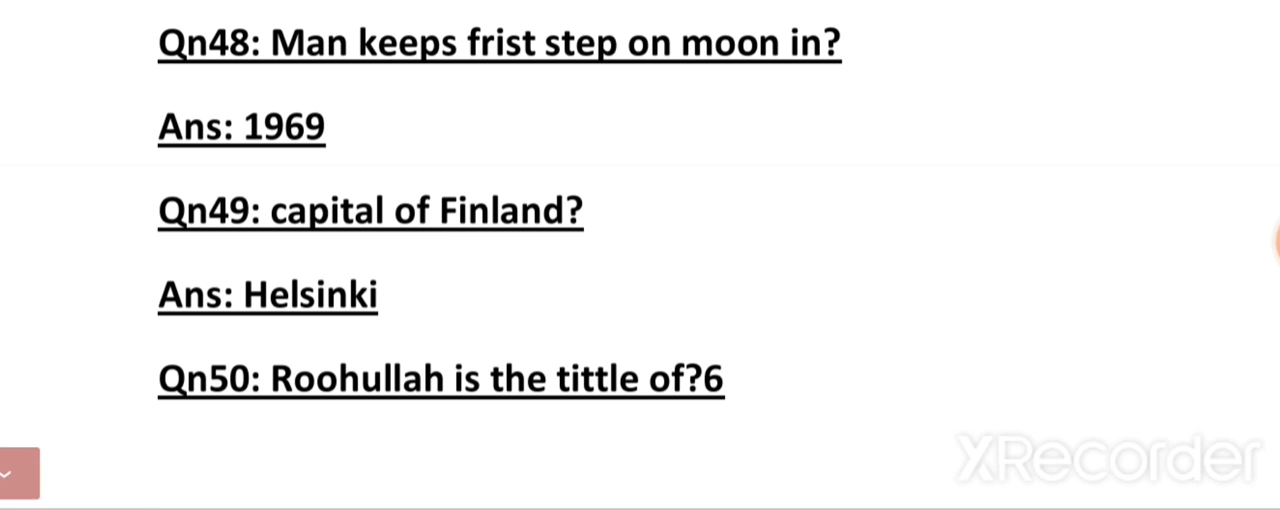 Qn48: Man keeps frist step on moon in?
Ans: 1969
Qn49: capital of Finland?
Ans: Helsinki
Qn50: Roohullah is the tittle of?6
XRecorder